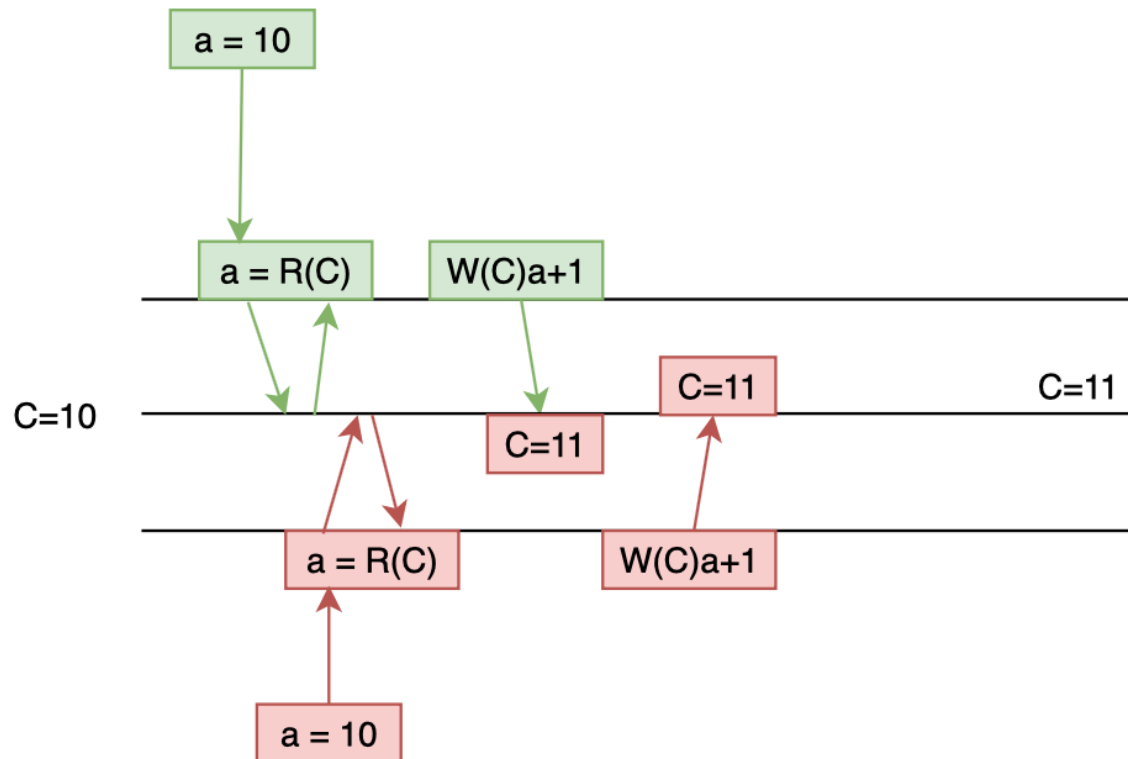 a = 10
a = R(C)
W(C)a+1
C=11
C=11
C=10
C=11
a = R(C)
W(C)a+1
a = 10